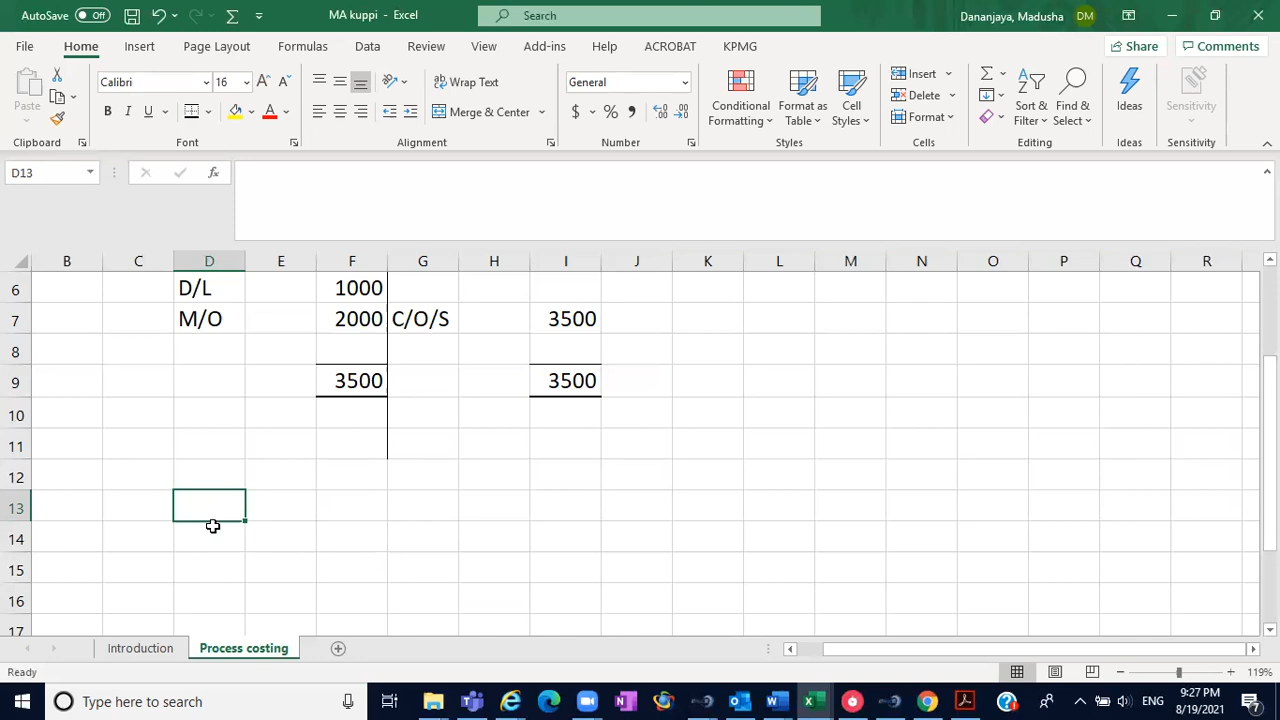 AutoSave Off
MA kuppi - Excel
Search
Dananjaya, Madusha DM
File Home Insert Page Layout Formulas Data Review View Add-ins Help ACROBAT KPMG Share Comments
Paste
Clipboard
Calibri 16
B I U
Font
Wrap Text
Merge & Center
Alignment
General
$ % ,
Number
Conditional Formatting
Format as Table
Cell Styles
Styles
Insert
Delete
Format
Cells
Sort & Filter
Find & Select
Editing
Ideas
Ideas
Sensitivity
Sensitivity
D13 fx
B C D E F G H I J K L M N O P Q R
6 D/L 1000
7 M/O 2000 C/O/S 3500
8
9 3500 3500
10
11
12
13
14
15
16
17
Introduction Process costing
Ready 119%
Type here to search
ENG
9:27 PM
8/19/2021
7